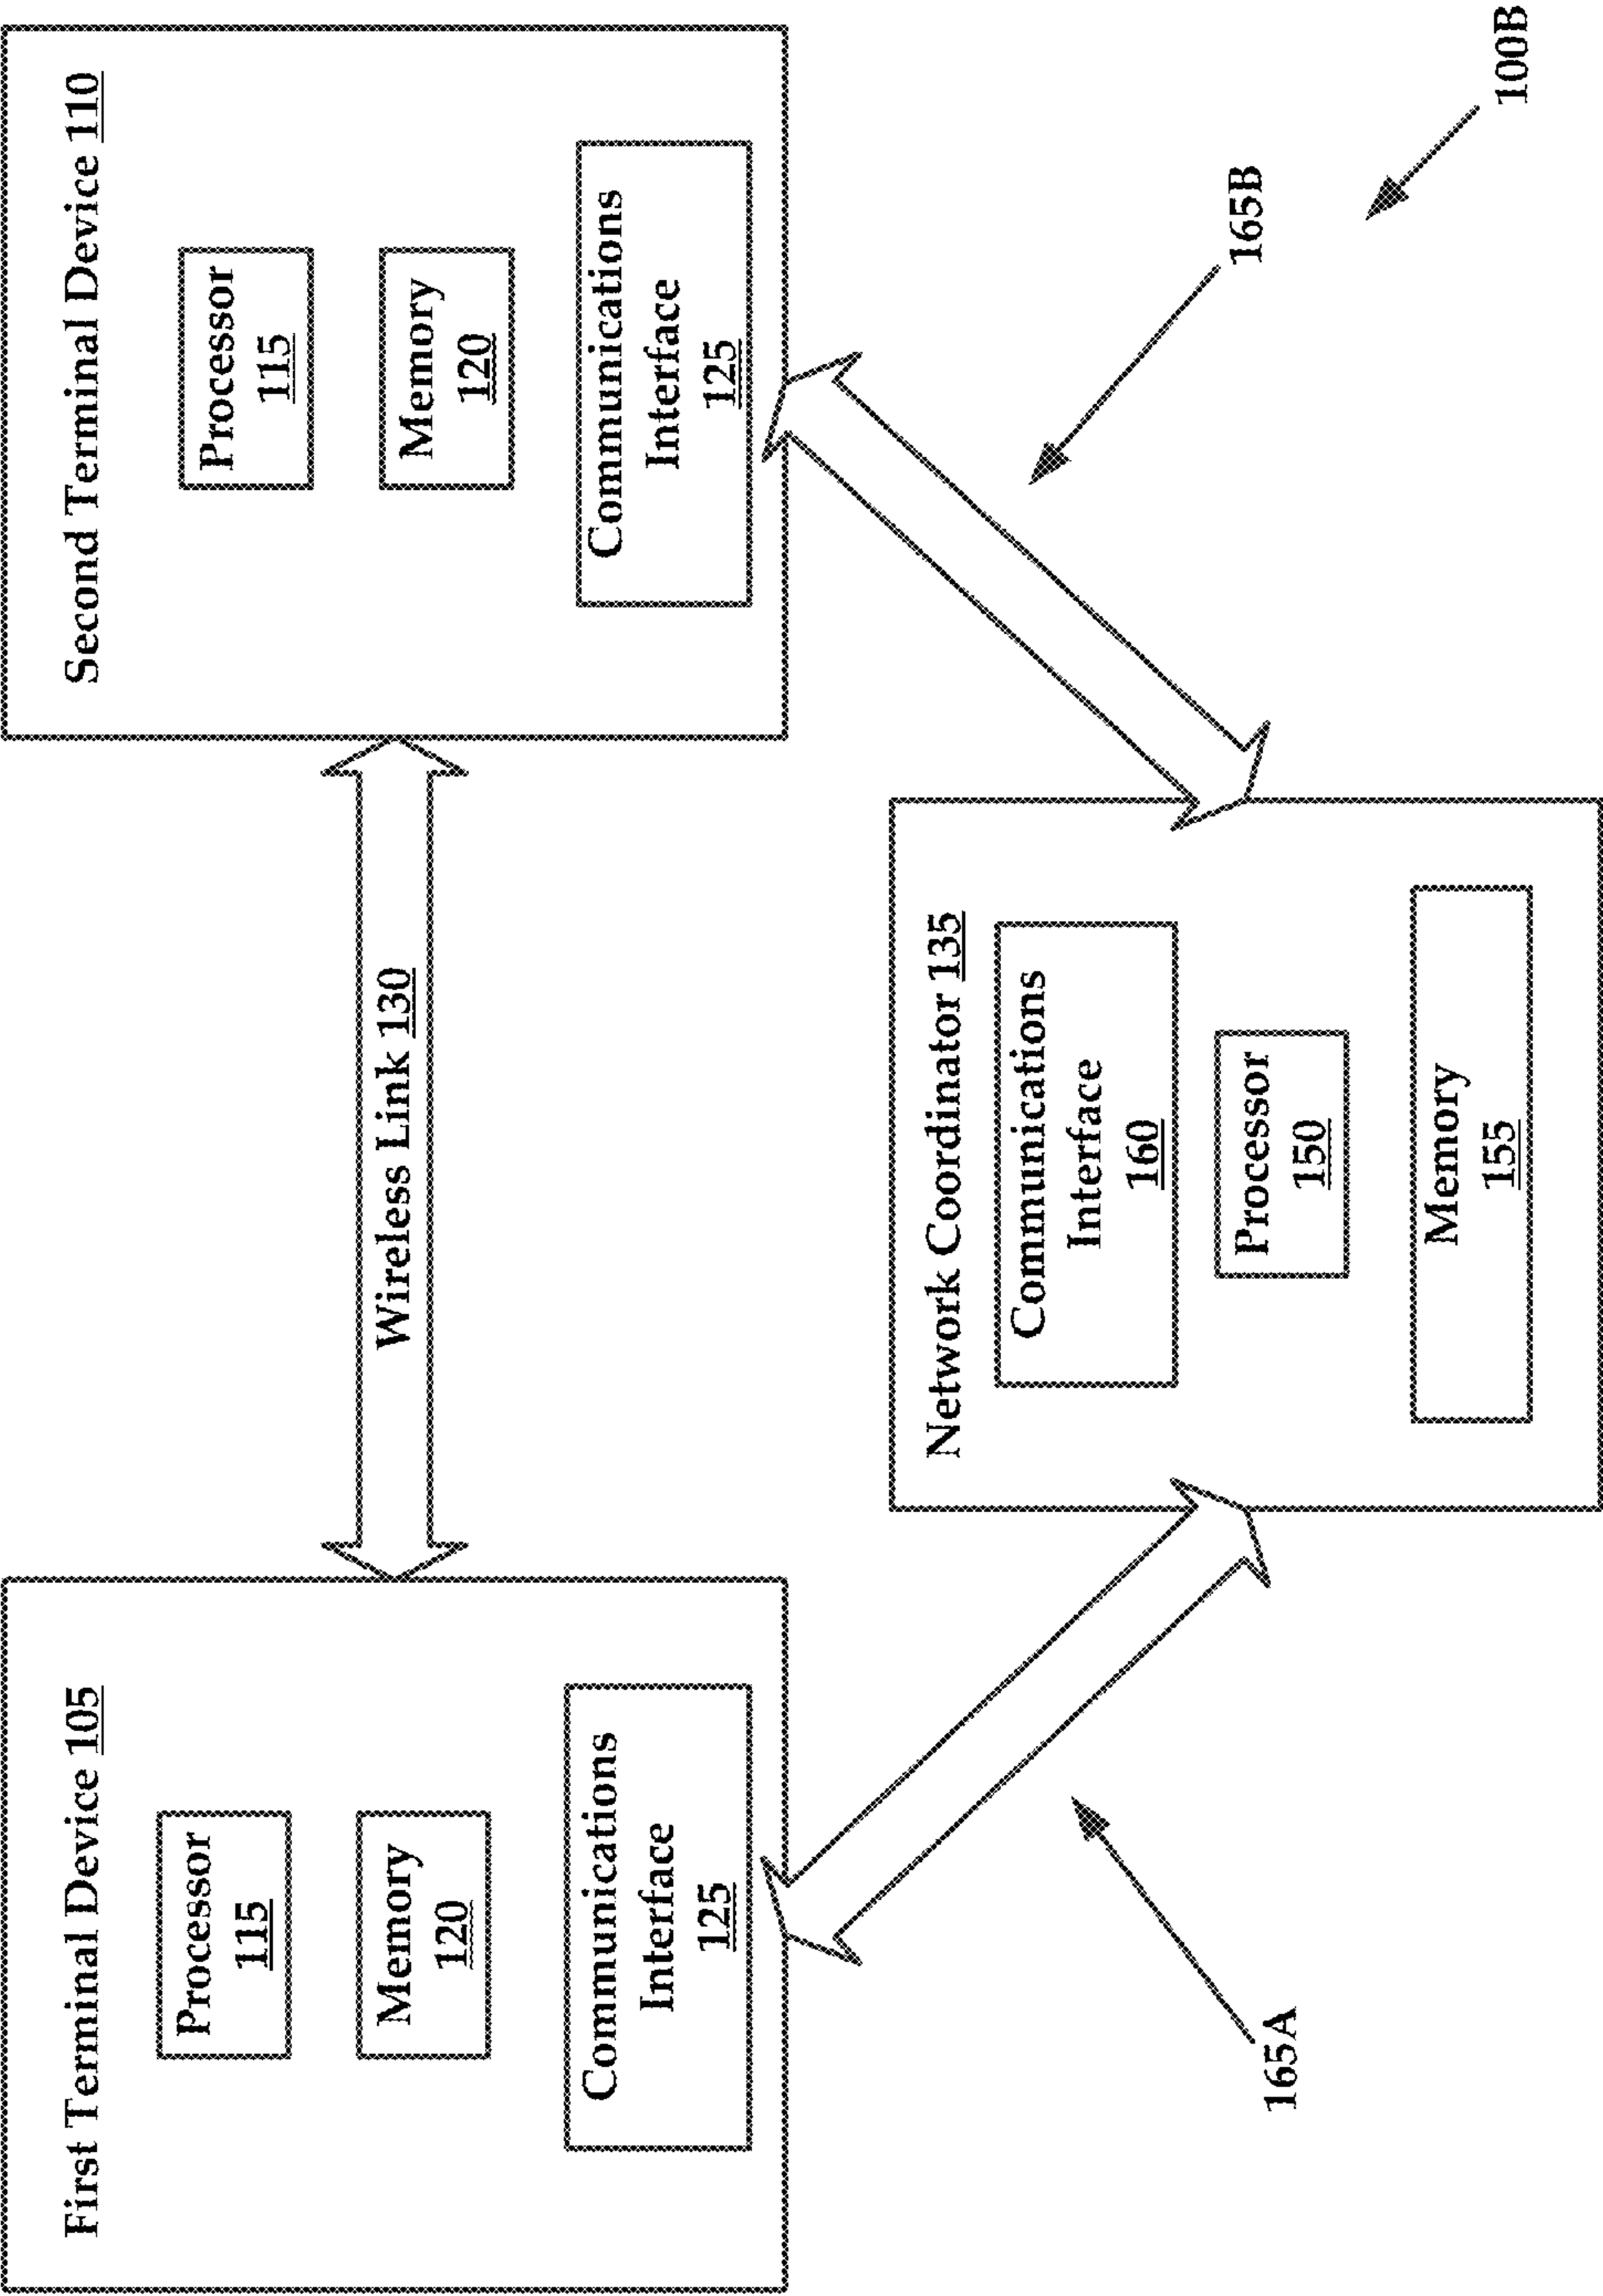 First Terminal Device 105
Processor
115
Memory
120
Communications
Interface
125
Wireless Link 130
Second Terminal Device 110
Processor
115
Memory
120
Communications
Interface
125
Network Coordinator 135
Communications
Interface
160
Processor
150
Memory
155
165A
165B
100B